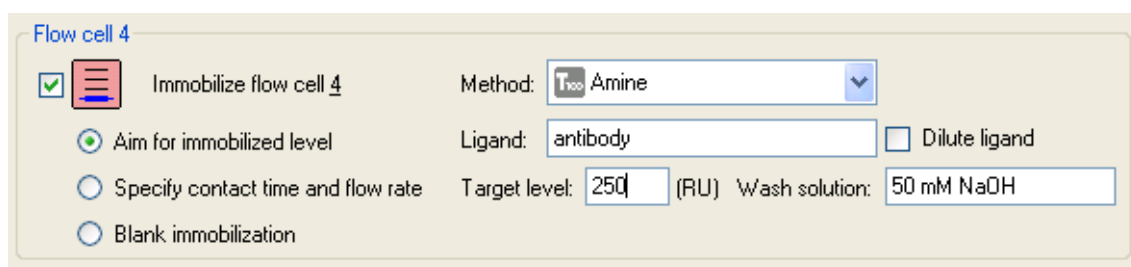 Flow cell 4
Immobilize flow cell 4 Method: T100 Amine
Aim for immobilized level Ligand: antibody Dilute ligand
Specify contact time and flow rate Target level: 250 (RU) Wash solution: 50 mM NaOH
Blank immobilization